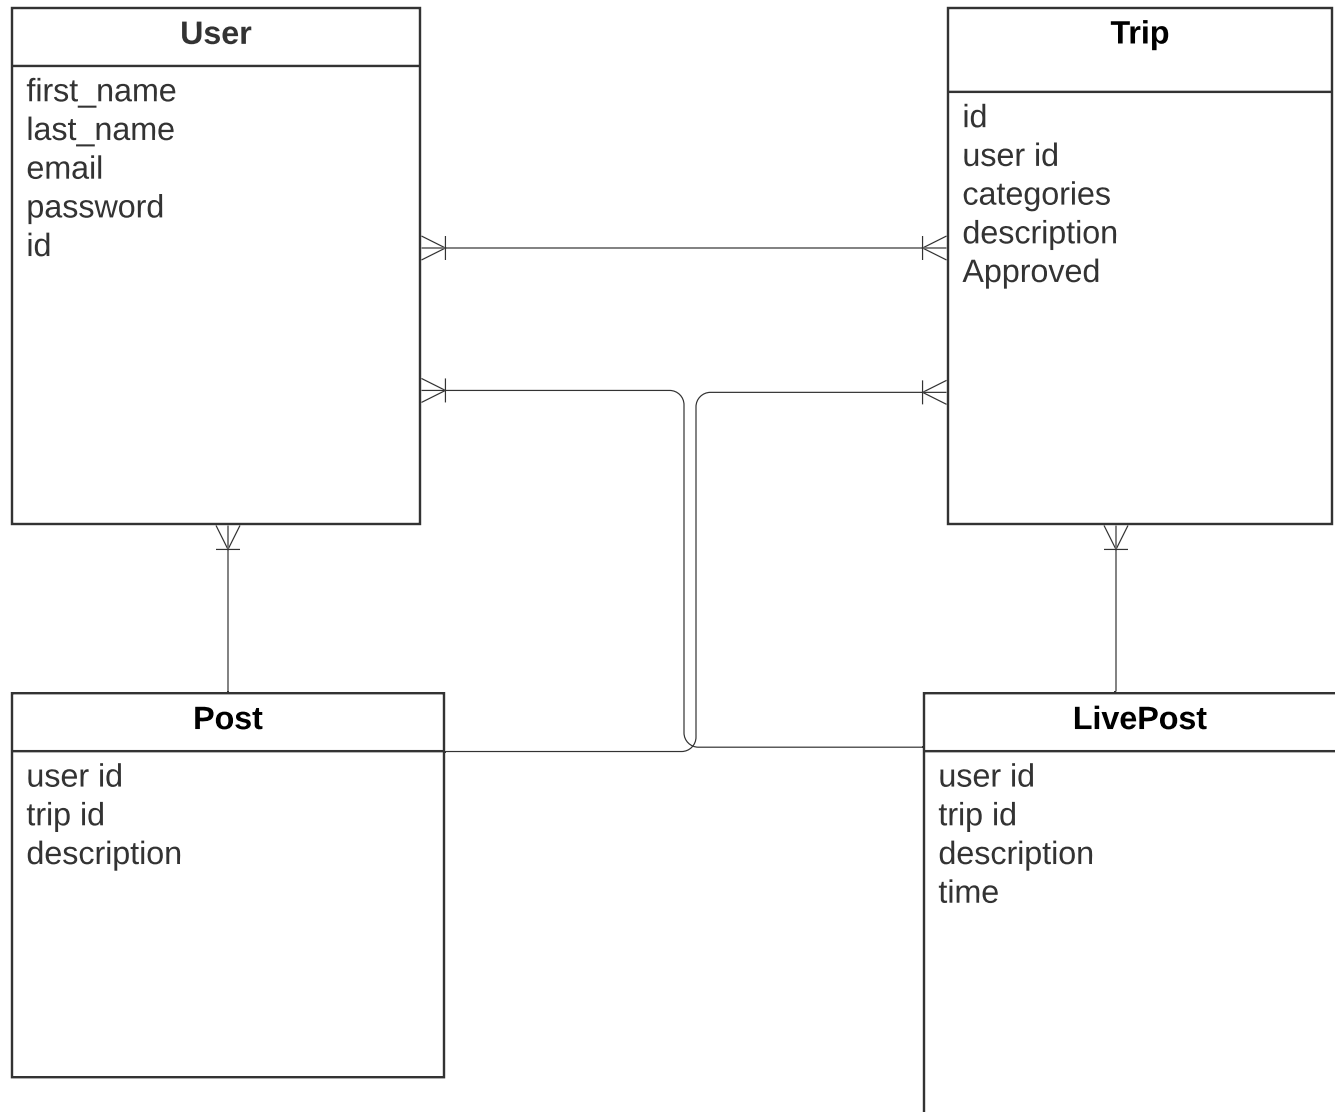 User
first_name
last_name
email
password
id
Trip
id
user id
categories
description
Approved
Post
user id
trip id
description
LivePost
user id
trip id
description
time